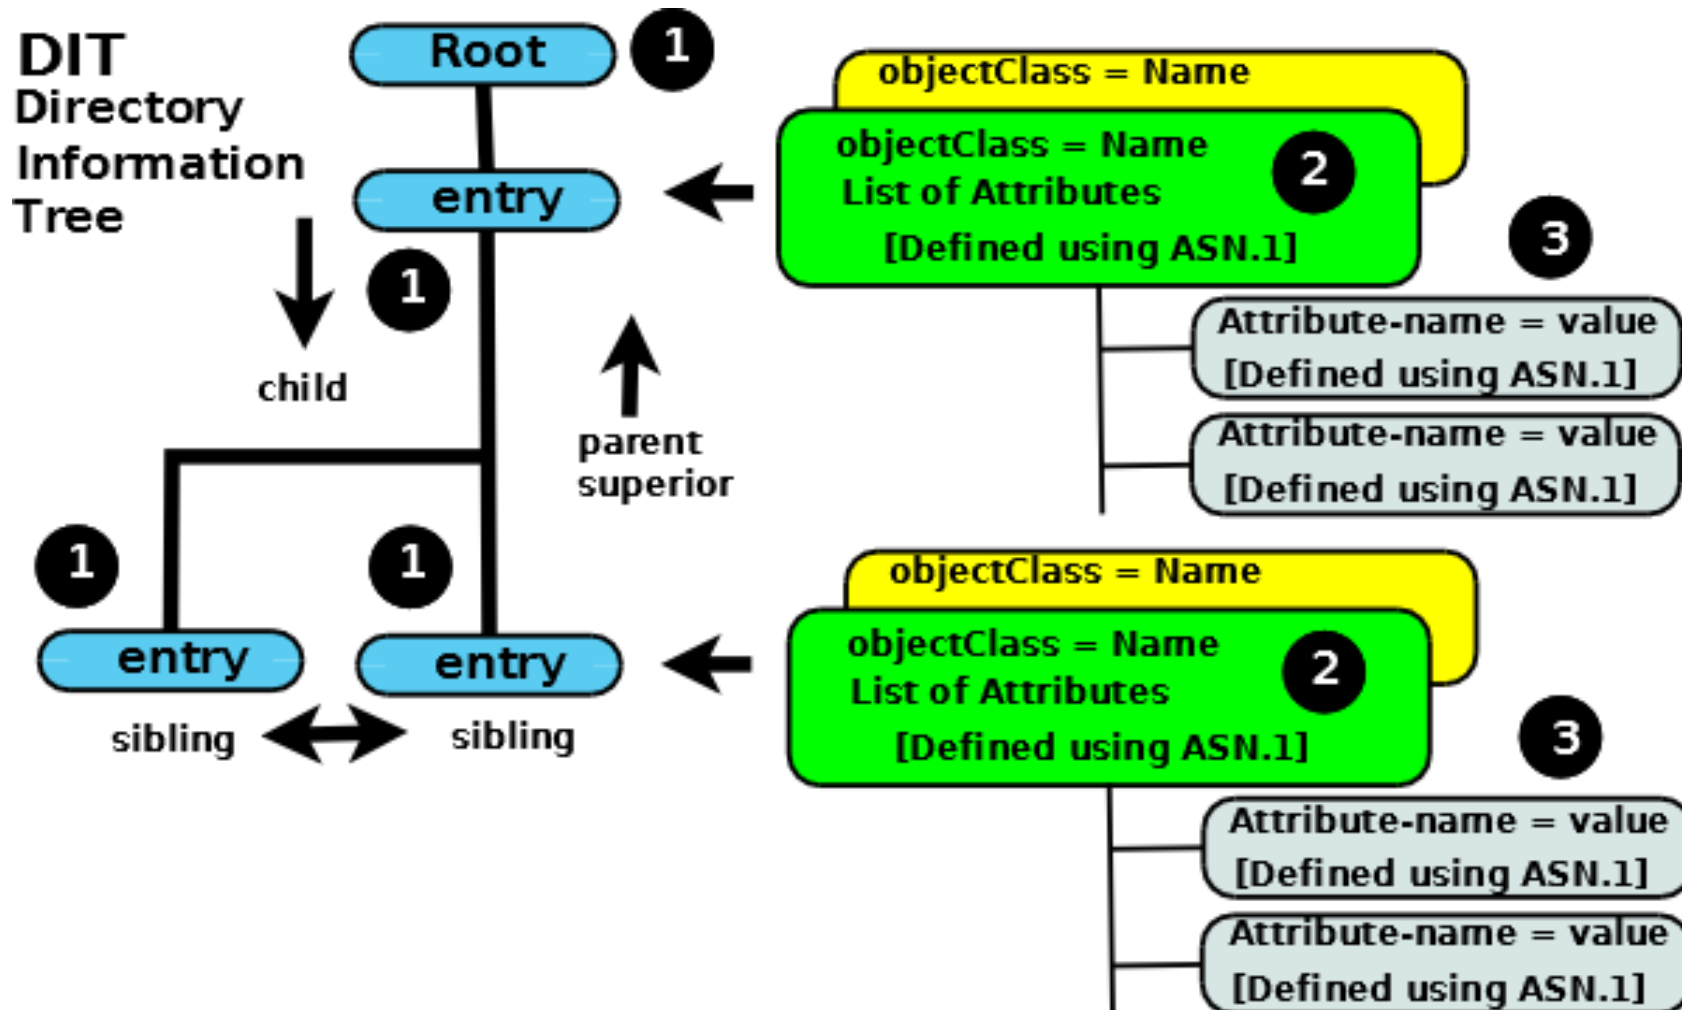 DIT
Directory
Information
Tree
Root
1
entry
1
child
parent
superior
1
1
entry
entry
sibling
sibling
objectClass = Name
objectClass = Name
List of Attributes
[Defined using ASN.1]
2
3
Attribute-name = value
[Defined using ASN.1]
Attribute-name = value
[Defined using ASN.1]
objectClass = Name
objectClass = Name
List of Attributes
[Defined using ASN.1]
2
3
Attribute-name = value
[Defined using ASN.1]
Attribute-name = value
[Defined using ASN.1]